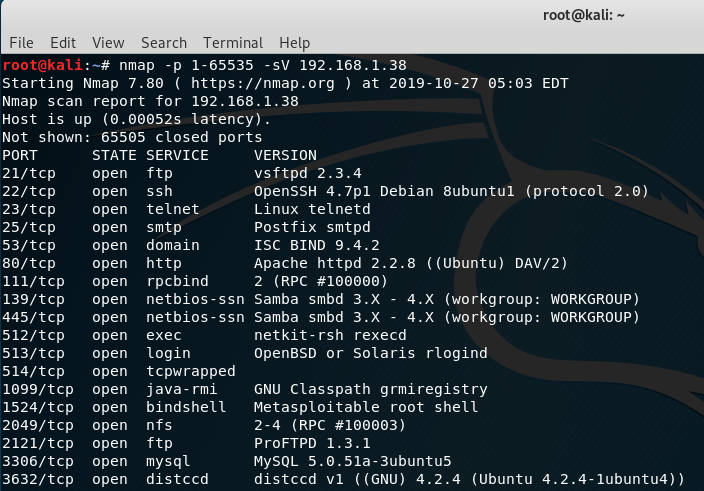 root@kali: ~
File Edit View Search Terminal Help
root@kali:~# nmap -p 1-65535 -sV 192.168.1.38
Starting Nmap 7.80 ( https://nmap.org ) at 2019-10-27 05:03 EDT
Nmap scan report for 192.168.1.38
Host is up (0.00052s latency).
Not shown: 65505 closed ports
PORT STATE SERVICE VERSION
21/tcp open ftp vsftpd 2.3.4
22/tcp open ssh OpenSSH 4.7p1 Debian 8ubuntu1 (protocol 2.0)
23/tcp open telnet Linux telnetd
25/tcp open smtp Postfix smtpd
53/tcp open domain ISC BIND 9.4.2
80/tcp open http Apache httpd 2.2.8 ((Ubuntu) DAV/2)
111/tcp open rpcbind 2 (RPC #100000)
139/tcp open netbios-ssn Samba smbd 3.X - 4.X (workgroup: WORKGROUP)
445/tcp open netbios-ssn Samba smbd 3.X - 4.X (workgroup: WORKGROUP)
512/tcp open exec netkit-rsh rexecd
513/tcp open login OpenBSD or Solaris rlogind
514/tcp open tcpwrapped
1099/tcp open java-rmi GNU Classpath grmiregistry
1524/tcp open bindshell Metasploitable root shell
2049/tcp open nfs 2-4 (RPC #100003)
2121/tcp open ftp ProFTPD 1.3.1
3306/tcp open mysql MySQL 5.0.51a-3ubuntu5
3632/tcp open distccd distccd v1 ((GNU) 4.2.4 (Ubuntu 4.2.4-1ubuntu4))